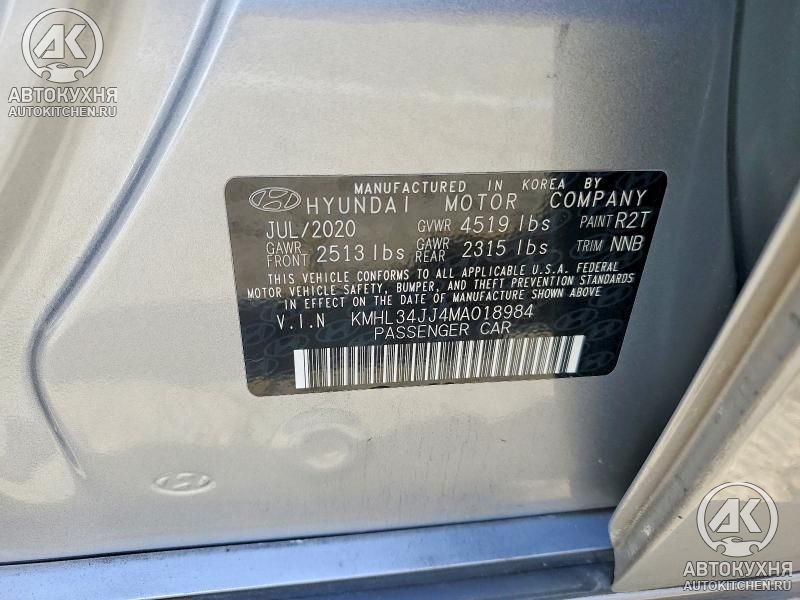 AK
АВТОКУХНЯ
AUTOKITCHEN.RU
MANUFACTURED IN KOREA BY
HYUNDAI MOTOR COMPANY
JUL/2020 GVWR 4519 lbs PAINT R2T
GAWR FRONT 2513 lbs GAWR REAR 2315 lbs TRIM NNB
THIS VEHICLE CONFORMS TO ALL APPLICABLE U.S.A. FEDERAL
MOTOR VEHICLE SAFETY, BUMPER, AND THEFT PREVENTION STANDARDS
IN EFFECT ON THE DATE OF MANUFACTURE SHOWN ABOVE
V.I.N KMHL34JJ4MA018984
PASSENGER CAR
AK
АВТОКУХНЯ
AUTOKITCHEN.RU